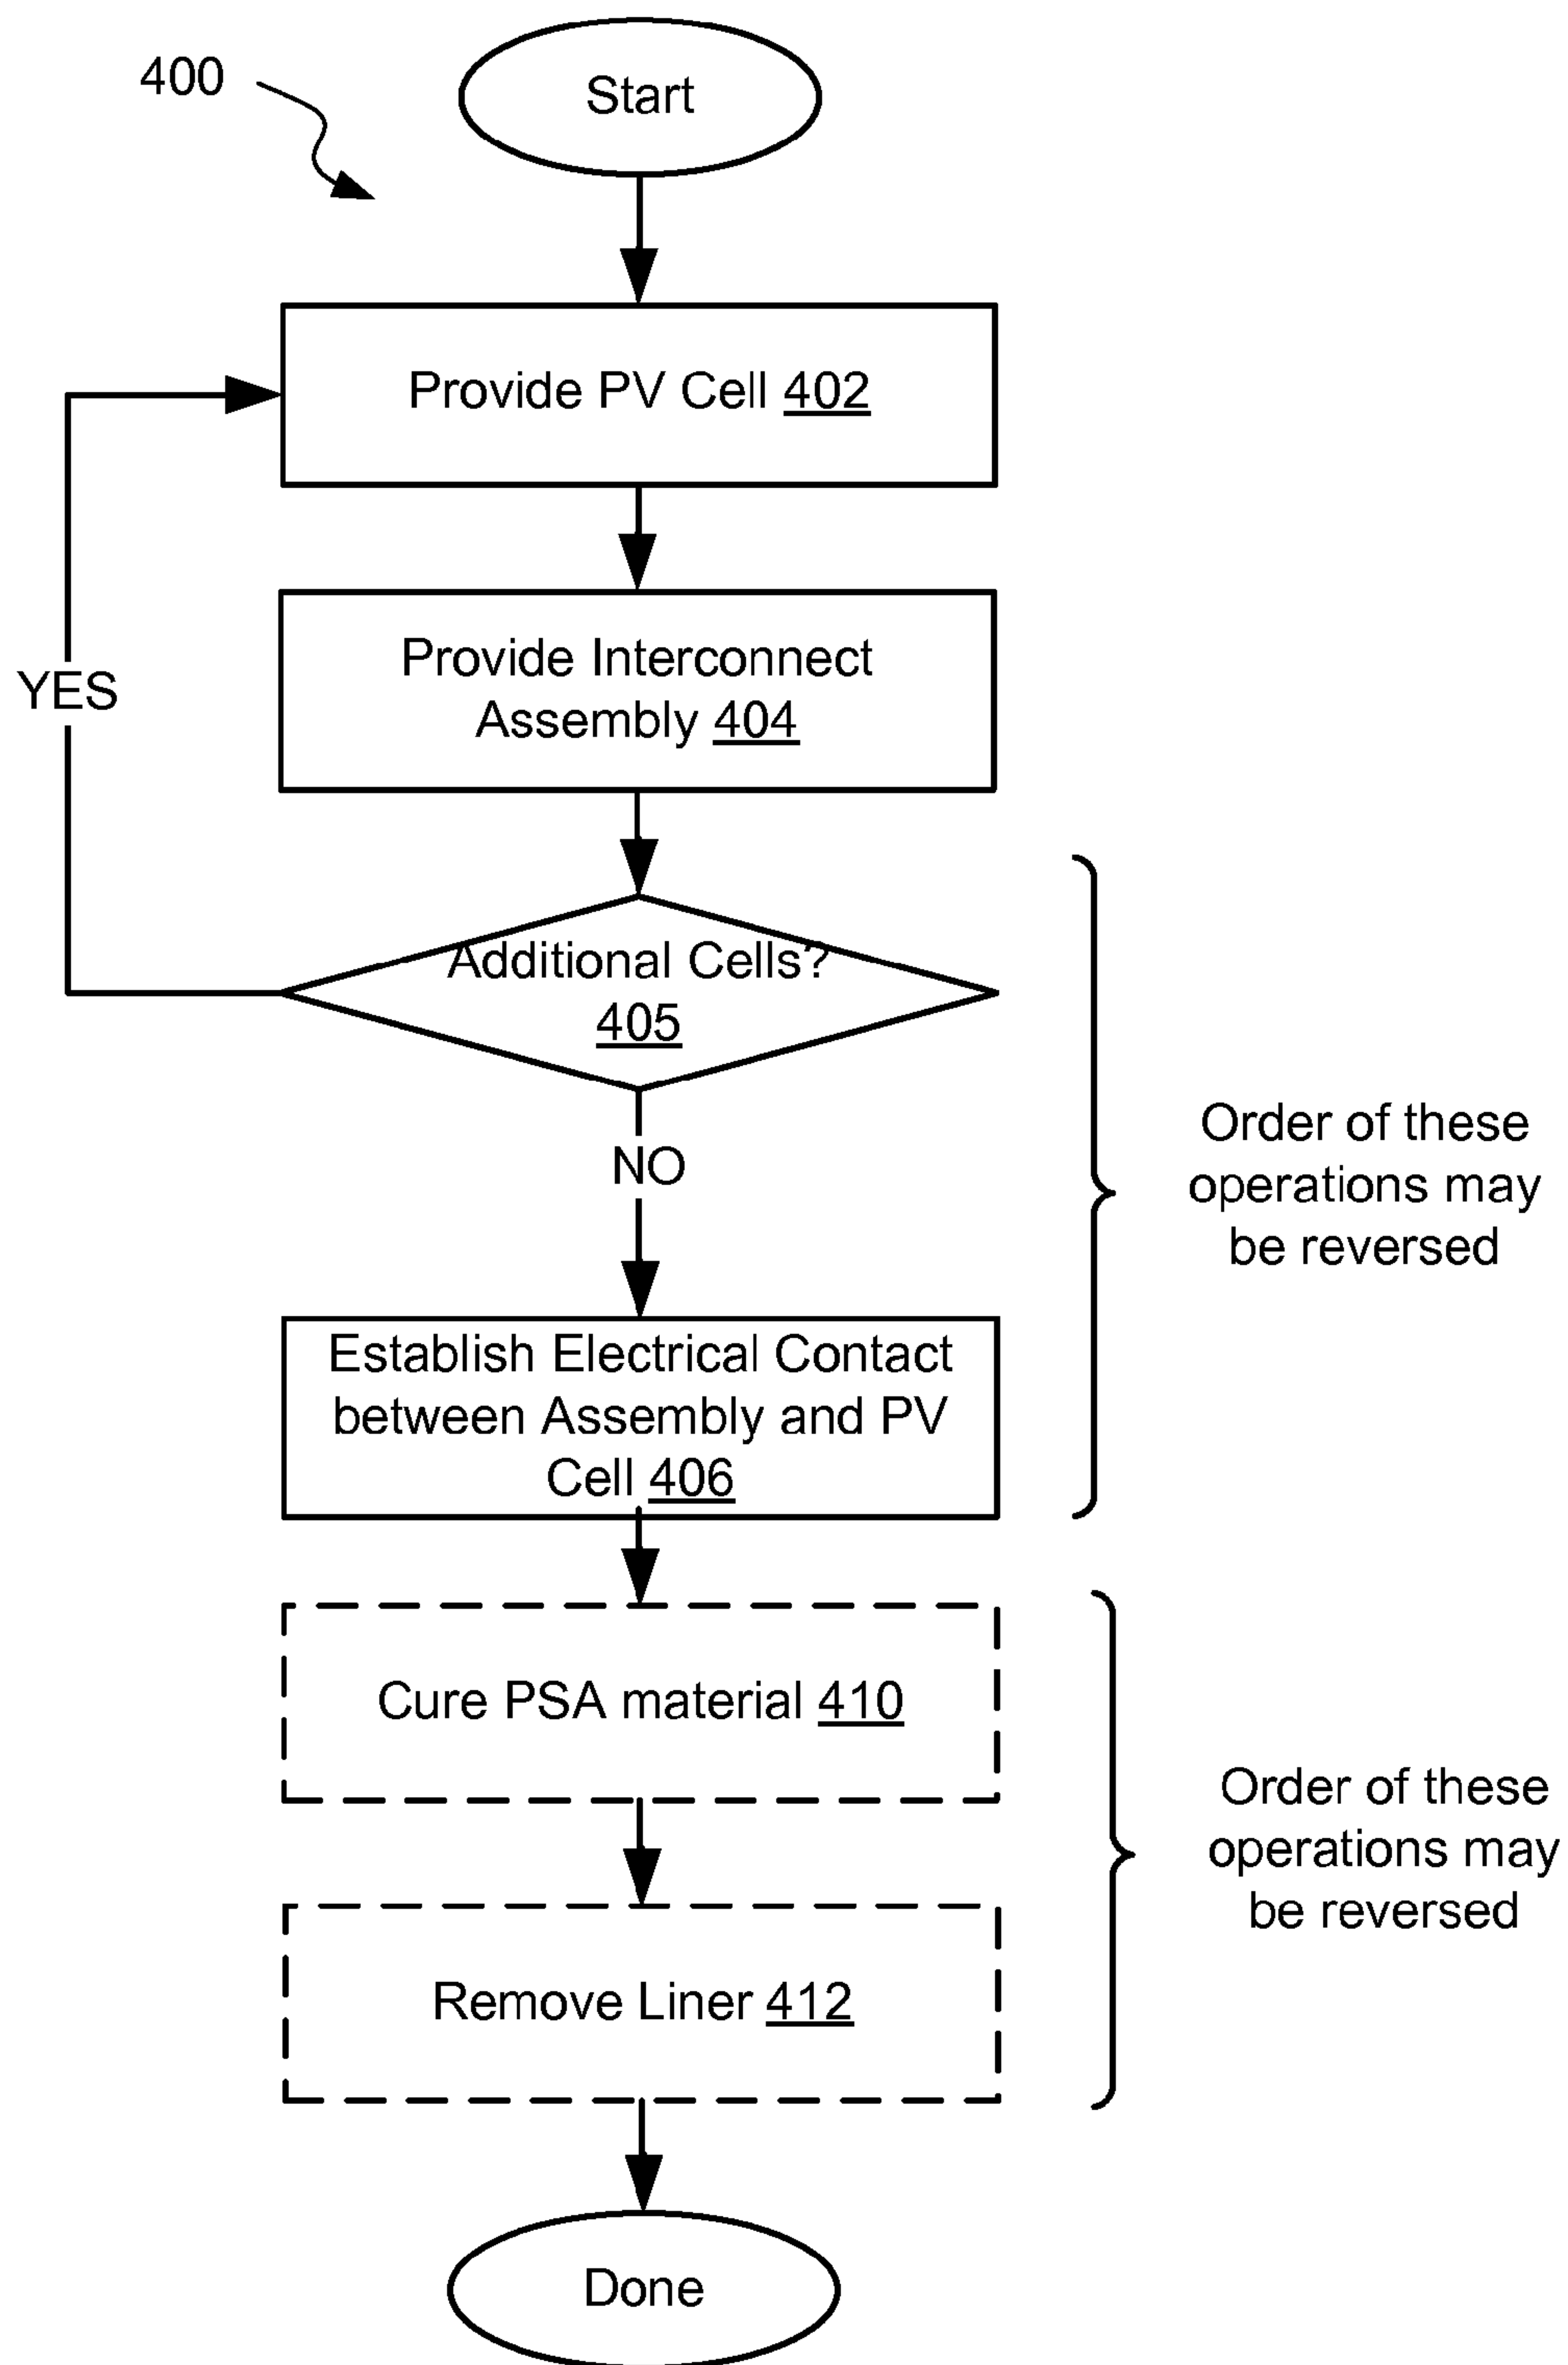 400
Start
Provide PV Cell 402
Provide Interconnect
Assembly 404
YES
Additional Cells?
405
NO
Order of these
operations may
be reversed
Establish Electrical Contact
between Assembly and PV
Cell 406
Cure PSA material 410
Order of these
operations may
be reversed
Remove Liner 412
Done